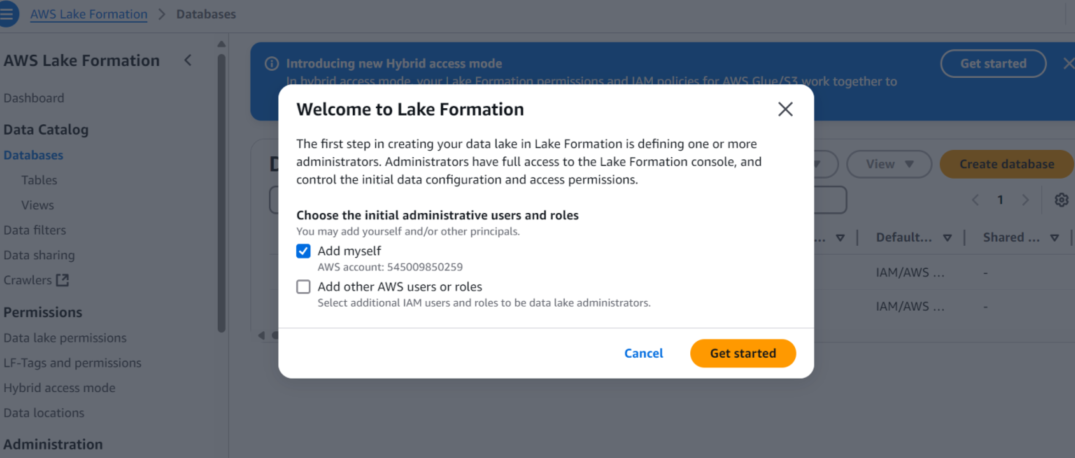 AWS Lake Formation > Databases
AWS Lake Formation
Dashboard
Data Catalog
Databases
Tables
Views
Data filters
Data sharing
Crawlers
Permissions
Data lake permissions
LF-Tags and permissions
Hybrid access mode
Data locations
Administration
Introducing new Hybrid access mode
In hybrid access mode, your Lake Formation permissions and IAM policies for AWS Glue/S3 work together to
Get started
Welcome to Lake Formation
The first step in creating your data lake in Lake Formation is defining one or more
administrators. Administrators have full access to the Lake Formation console, and
control the initial data configuration and access permissions.
Choose the initial administrative users and roles
You may add yourself and/or other principals.
Add myself
AWS account: 545009850259
Add other AWS users or roles
Select additional IAM users and roles to be data lake administrators.
Cancel
Get started
View
Create database
1
... Default... Shared ...
IAM/AWS ... -
IAM/AWS ... -